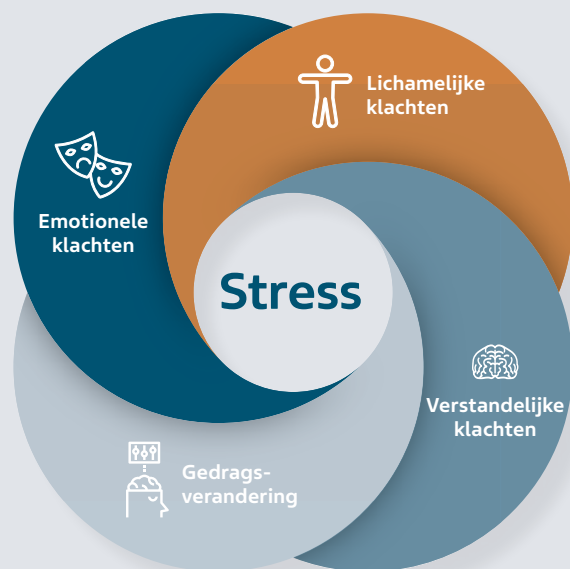 Lichamelijke
klachten
Emotionele
klachten
Stress
Verstandelijke
klachten
Gedrags-
verandering